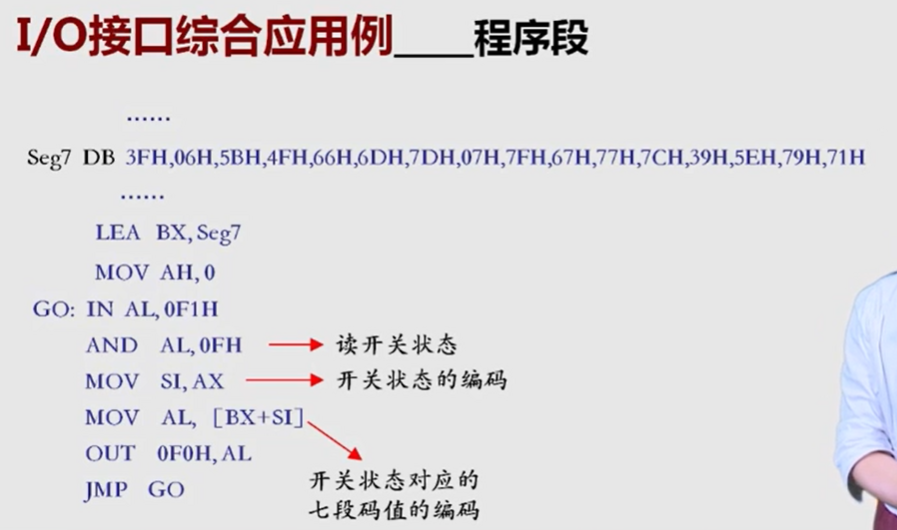 I/O接口综合应用例____程序段
……
Seg7 DB 3FH,06H,5BH,4FH,66H,6DH,7DH,07H,7FH,67H,77H,7CH,39H,5EH,79H,71H
……
LEA BX, Seg7
MOV AH, 0
GO: IN AL, 0F1H
AND AL, 0FH 读开关状态
MOV SI, AX 开关状态的编码
MOV AL, [BX+SI]
OUT 0F0H, AL
JMP GO
开关状态对应的
七段码值的编码